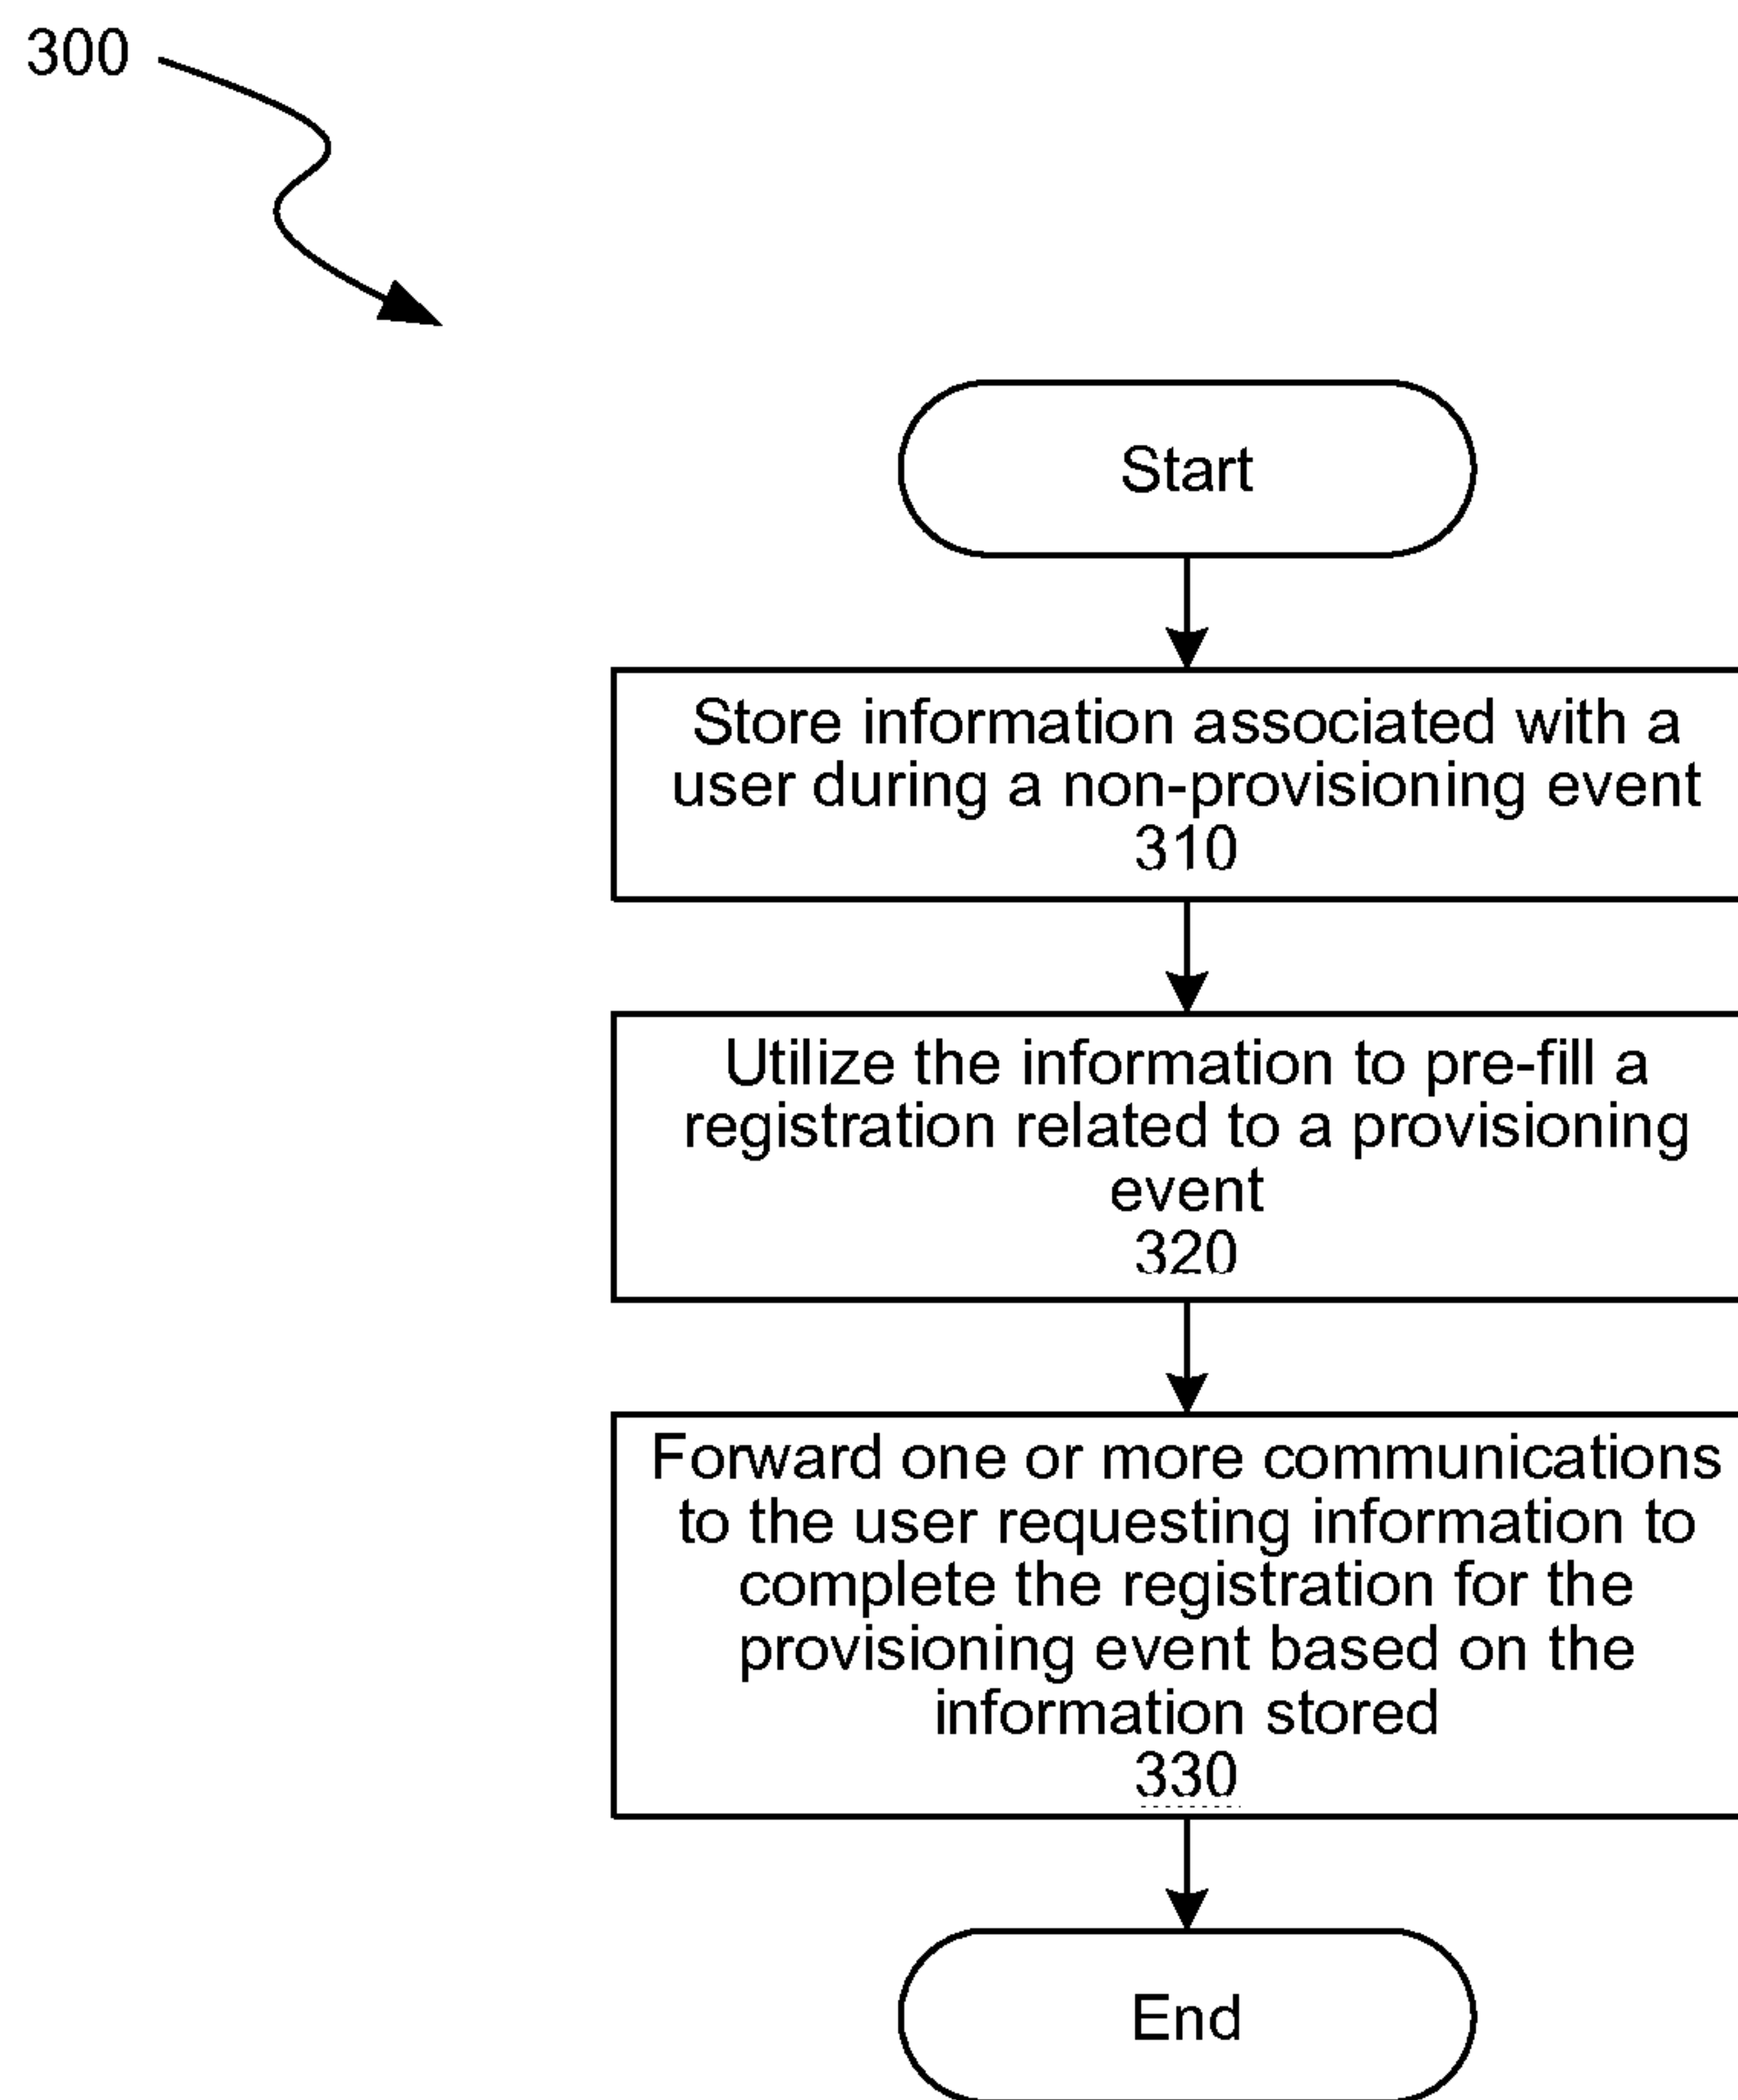 300
Start
Store information associated with a
user during a non-provisioning event
310
Utilize the information to pre-fill a
registration related to a provisioning
event
320
Forward one or more communications
to the user requesting information to
complete the registration for the
provisioning event based on the
information stored
330
End